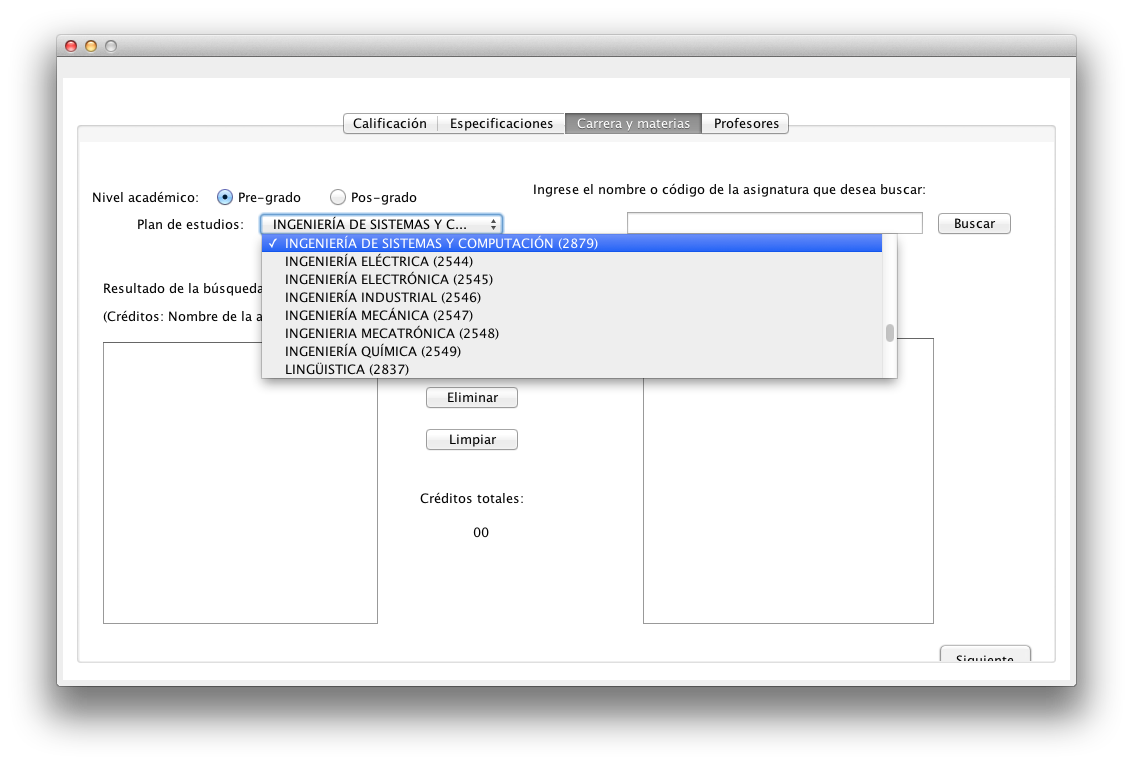 Calificación Especificaciones Carrera y materias Profesores
Nivel académico: Pre-grado Pos-grado
Ingrese el nombre o código de la asignatura que desea buscar:
Plan de estudios: INGENIERÍA DE SISTEMAS Y C... Buscar
✓ INGENIERÍA DE SISTEMAS Y COMPUTACIÓN (2879)
INGENIERÍA ELÉCTRICA (2544)
INGENIERÍA ELECTRÓNICA (2545)
INGENIERÍA INDUSTRIAL (2546)
INGENIERÍA MECÁNICA (2547)
INGENIERIA MECATRÓNICA (2548)
INGENIERÍA QUÍMICA (2549)
LINGÜISTICA (2837)
Resultado de la búsqueda
(Créditos: Nombre de la a
Eliminar
Limpiar
Créditos totales:
00
Siguiente